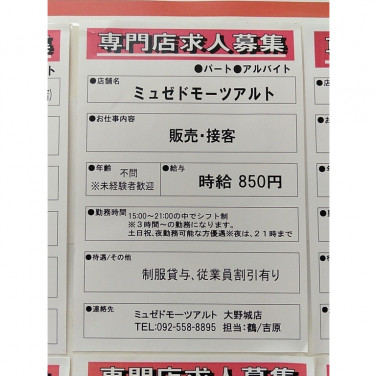 専門店求人募集
●パート●アルバイト
●店舗名
ミュゼドモーツアルト
●お仕事内容
販売・接客
●年齢
不問
※未経験者歓迎
●給与
時給 850円
●勤務時間
15:00～21:00の中でシフト制
※3時間～の勤務になります。
土日祝、夜勤務可能な方優遇※夜は、21時まで
●待遇/その他
制服貸与、従業員割引有り
●連絡先
ミュゼドモーツアルト 大野城店
TEL:092-558-8895 担当:鶴/吉原
専門店求人募集